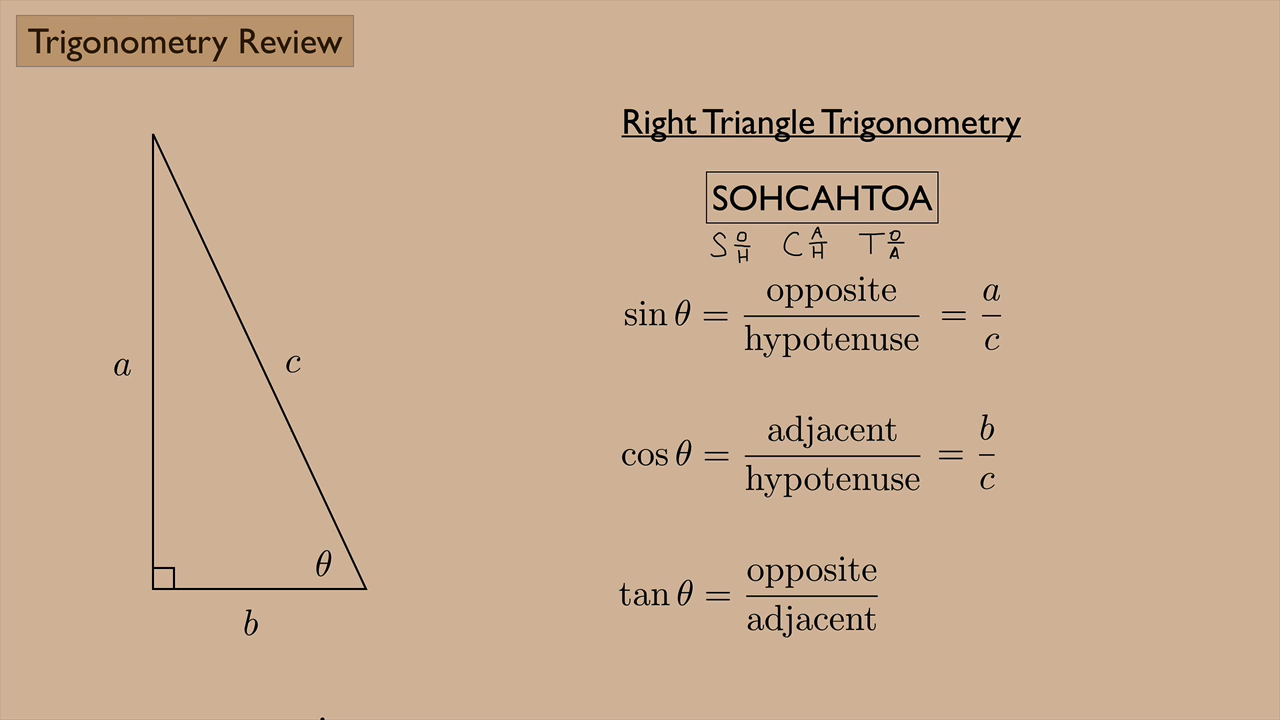 Trigonometry Review
Right Triangle Trigonometry
SOHCAHTOA
S O/H C A/H T O/A
sin θ = opposite/hypotenuse = a/c
cos θ = adjacent/hypotenuse = b/c
tan θ = opposite/adjacent
a
c
θ
b